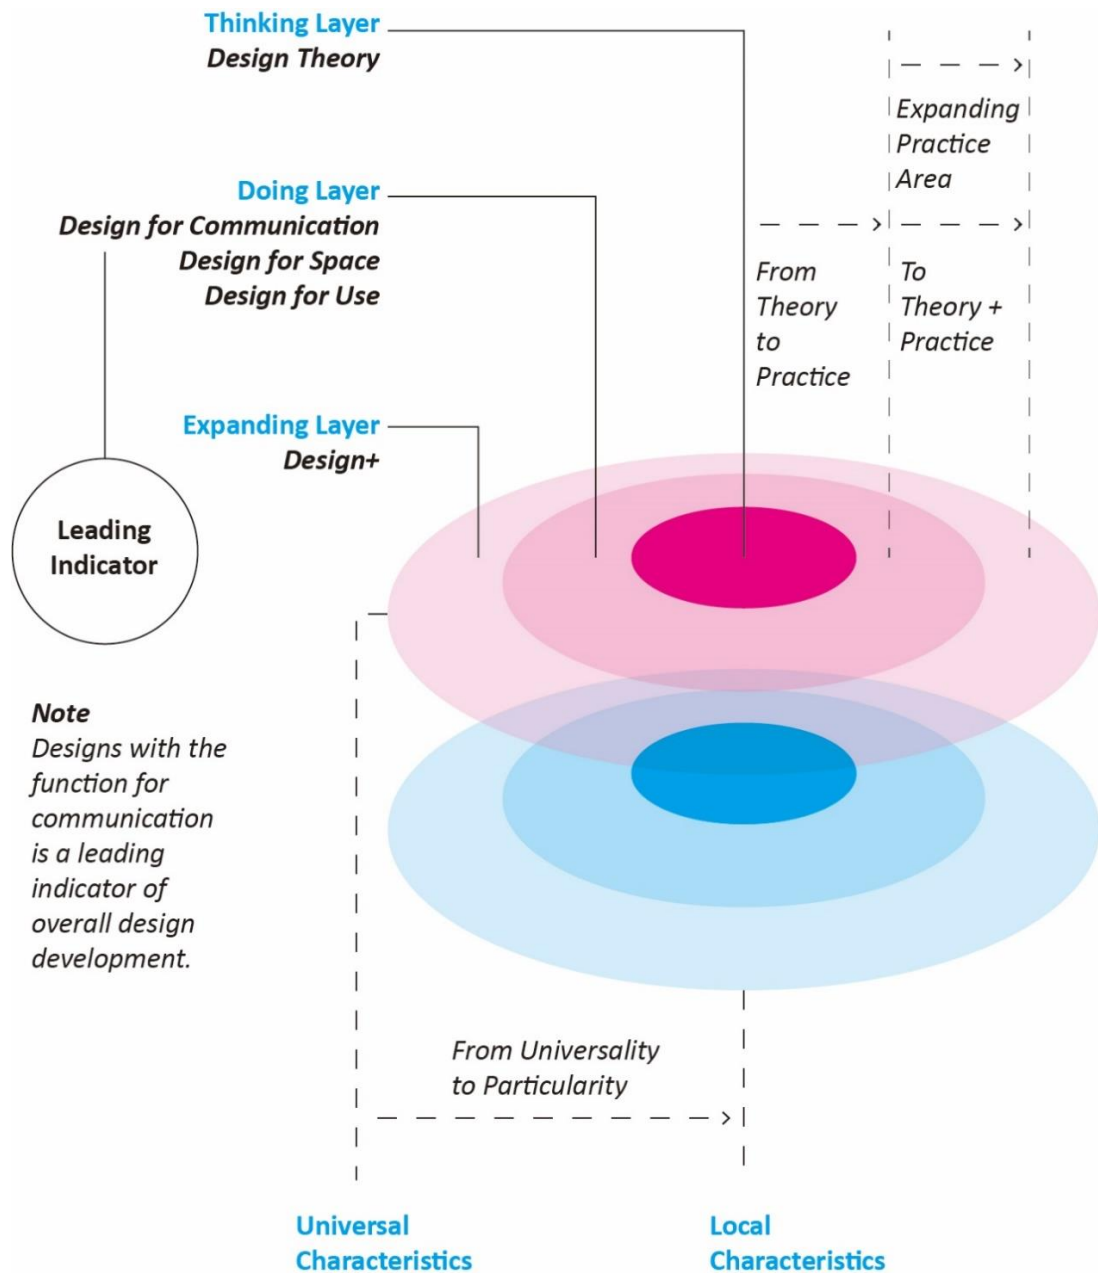 Thinking Layer
Design Theory
Expanding
Practice
Area
Doing Layer
Design for Communication
Design for Space
Design for Use
From
Theory
to
Practice
To
Theory +
Practice
Expanding Layer
Design+
Leading
Indicator
Note
Designs with the
function for
communication
is a leading
indicator of
overall design
development.
From Universality
to Particularity
Universal
Characteristics
Local
Characteristics